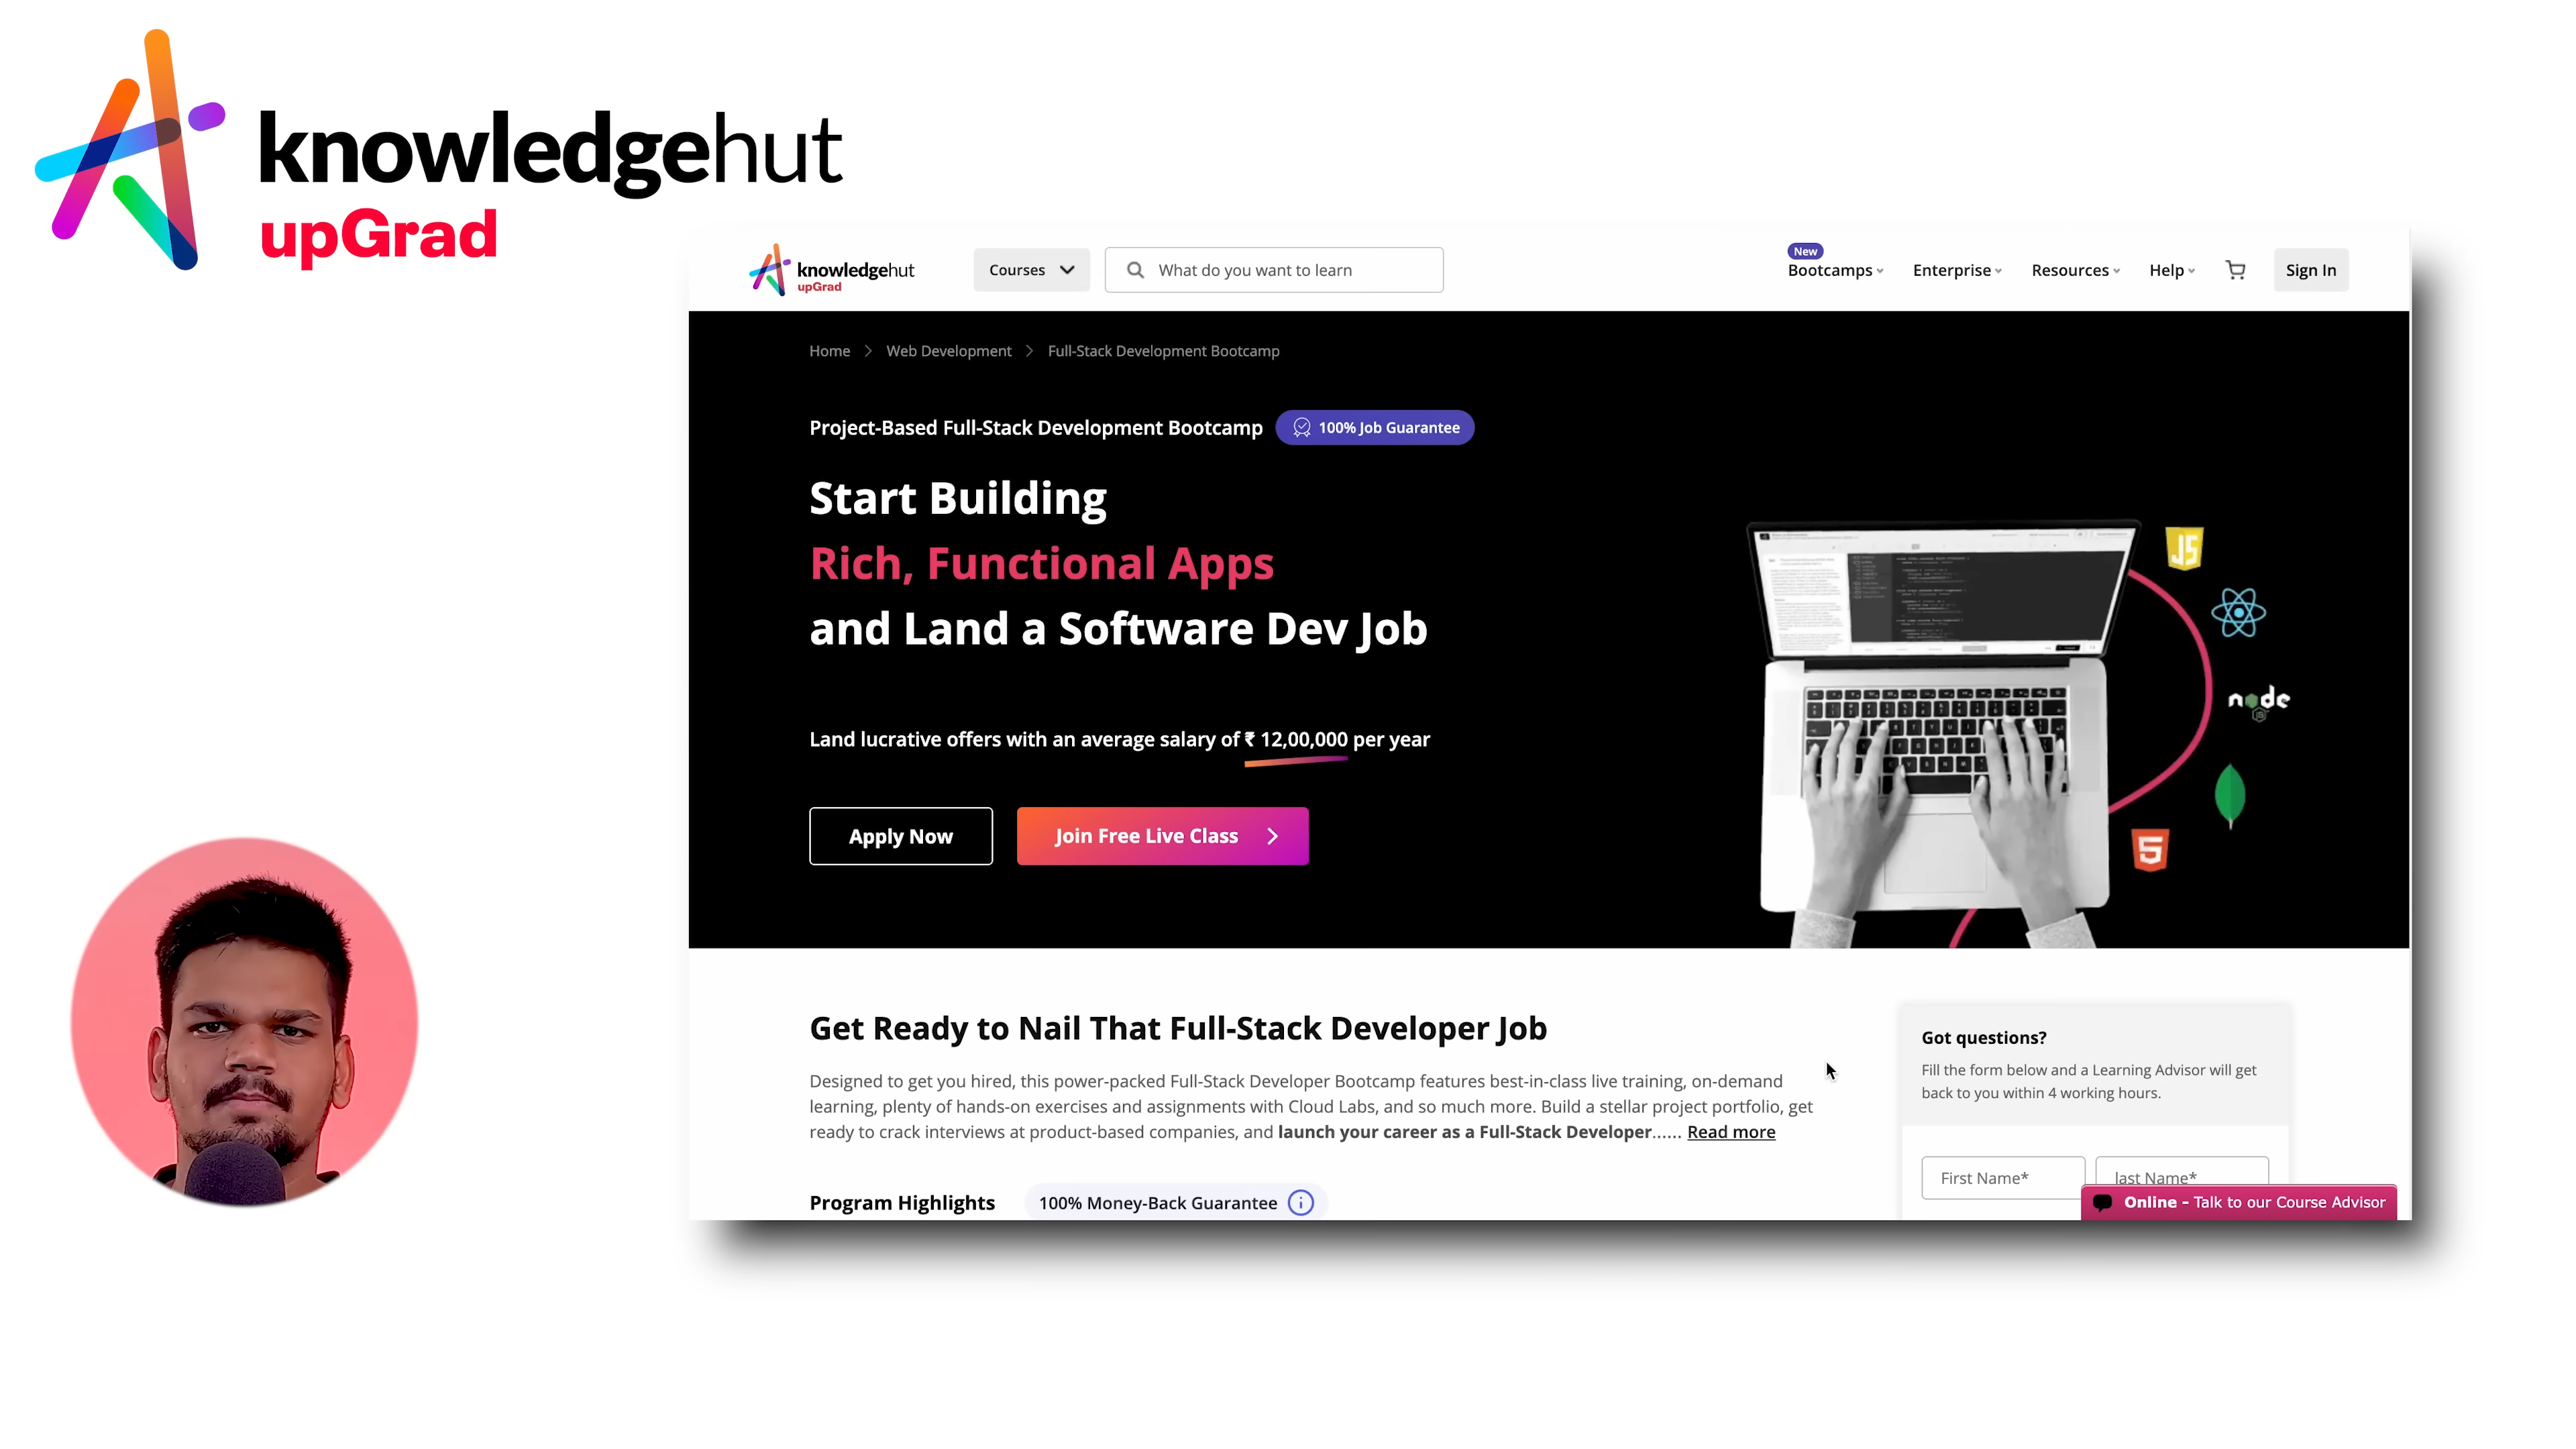 knowledgehut
upGrad
knowledgehut
upGrad
Courses
What do you want to learn
New
Bootcamps
Enterprise
Resources
Help
Sign In
Home > Web Development > Full-Stack Development Bootcamp
Project-Based Full-Stack Development Bootcamp
100% Job Guarantee
Start Building
Rich, Functional Apps
and Land a Software Dev Job
Land lucrative offers with an average salary of ₹ 12,00,000 per year
Apply Now
Join Free Live Class
JS
node
JS
5
Get Ready to Nail That Full-Stack Developer Job
Designed to get you hired, this power-packed Full-Stack Developer Bootcamp features best-in-class live training, on-demand
learning, plenty of hands-on exercises and assignments with Cloud Labs, and so much more. Build a stellar project portfolio, get
ready to crack interviews at product-based companies, and launch your career as a Full-Stack Developer...... Read more
Program Highlights
100% Money-Back Guarantee
Got questions?
Fill the form below and a Learning Advisor will get
back to you within 4 working hours.
First Name*
last Name*
Online - Talk to our Course Advisor